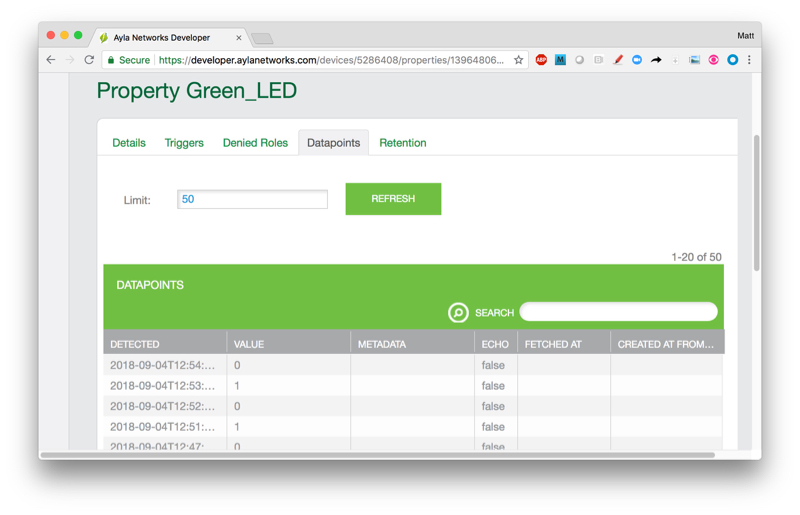 Ayla Networks Developer
Matt
Secure https://developer.aylanetworks.com/devices/5286408/properties/13964806...
ABP
M
Property Green_LED
Details Triggers Denied Roles Datapoints Retention
Limit: 50 REFRESH
1-20 of 50
DATAPOINTS
SEARCH
DETECTED VALUE METADATA ECHO FETCHED AT CREATED AT FROM...
2018-09-04T12:54:... 0 false
2018-09-04T12:53:... 1 false
2018-09-04T12:52:... 0 false
2018-09-04T12:51:... 1 false
2018-09-04T12:47: 0 false